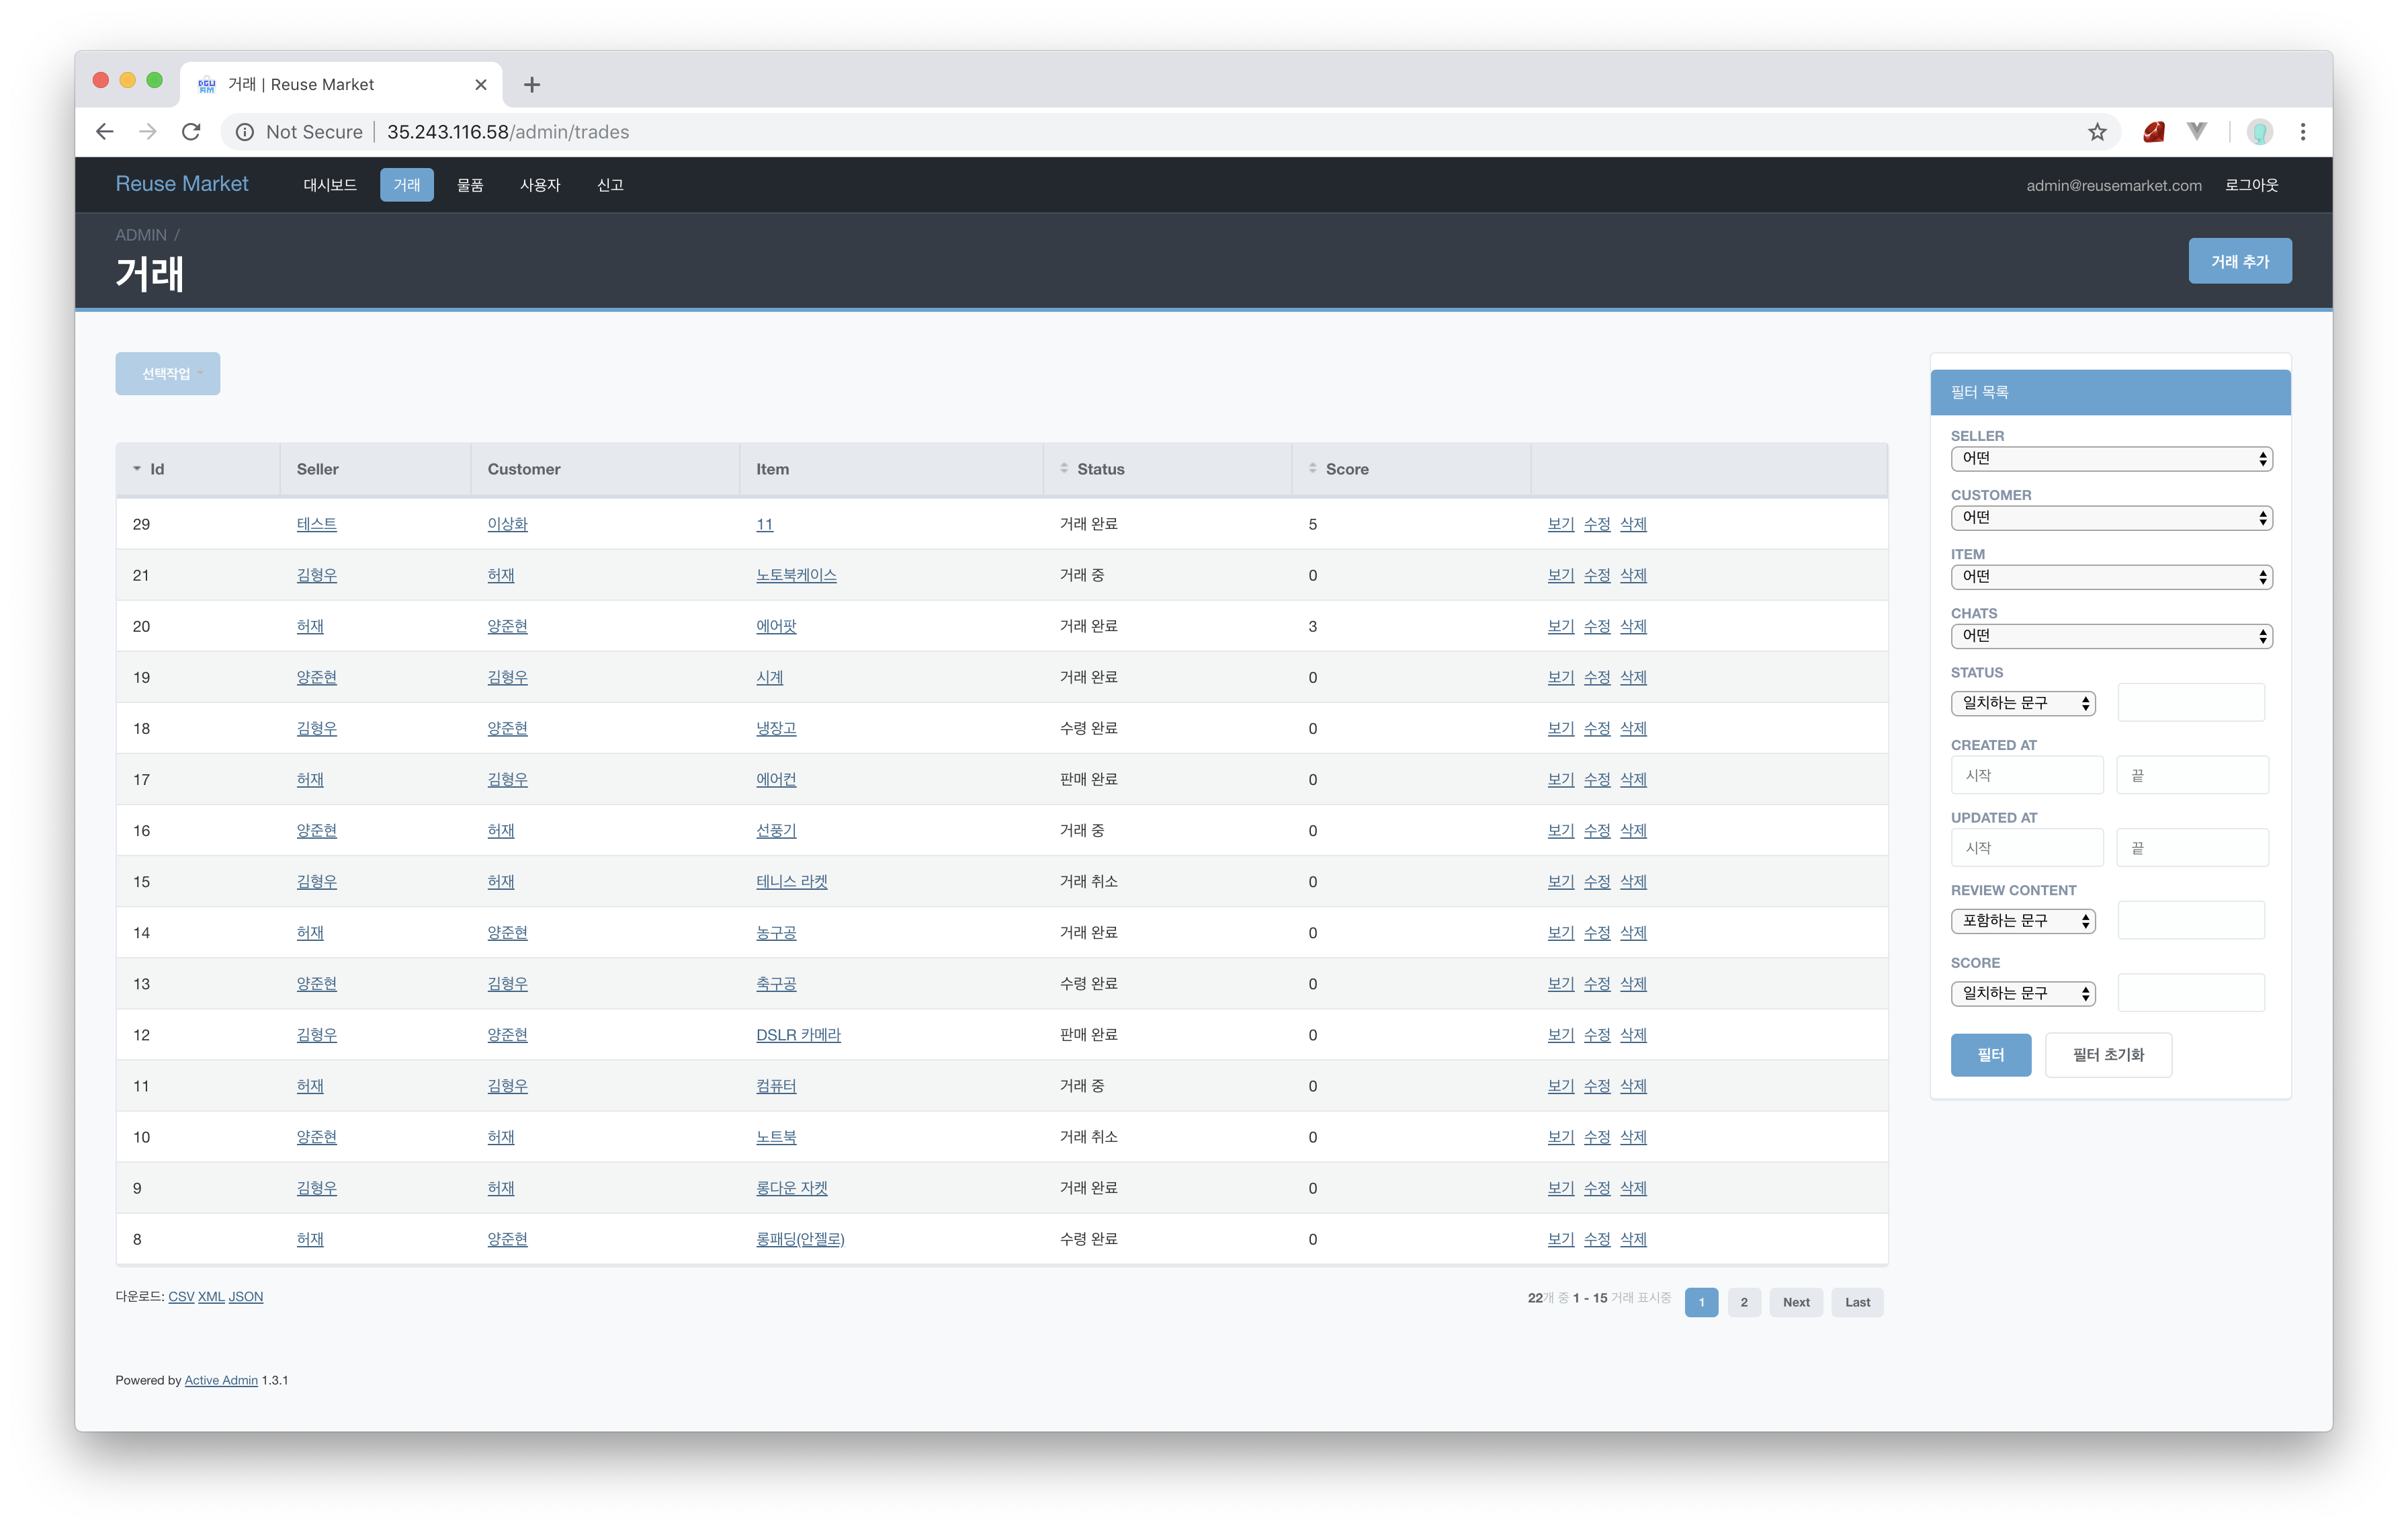 거래 | Reuse Market
Not Secure | 35.243.116.58/admin/trades
Reuse Market 대시보드 거래 물품 사용자 신고 admin@reusemarket.com 로그아웃
ADMIN /
거래
거래 추가
선택작업
Id Seller Customer Item Status Score
29 테스트 이상화 11 거래 완료 5 보기 수정 삭제
21 김형우 허재 노토북케이스 거래 중 0 보기 수정 삭제
20 허재 양준현 에어팟 거래 완료 3 보기 수정 삭제
19 양준현 김형우 시계 거래 완료 0 보기 수정 삭제
18 김형우 양준현 냉장고 수령 완료 0 보기 수정 삭제
17 허재 김형우 에어컨 판매 완료 0 보기 수정 삭제
16 양준현 허재 선풍기 거래 중 0 보기 수정 삭제
15 김형우 허재 테니스 라켓 거래 취소 0 보기 수정 삭제
14 허재 양준현 농구공 거래 완료 0 보기 수정 삭제
13 양준현 김형우 축구공 수령 완료 0 보기 수정 삭제
12 김형우 양준현 DSLR 카메라 판매 완료 0 보기 수정 삭제
11 허재 김형우 컴퓨터 거래 중 0 보기 수정 삭제
10 양준현 허재 노트북 거래 취소 0 보기 수정 삭제
9 김형우 허재 롱다운 자켓 거래 완료 0 보기 수정 삭제
8 허재 양준현 롱패딩(안젤로) 수령 완료 0 보기 수정 삭제
다운로드: CSV XML JSON
22개 중 1 - 15 거래 표시중 1 2 Next Last
필터 목록
SELLER
어떤
CUSTOMER
어떤
ITEM
어떤
CHATS
어떤
STATUS
일치하는 문구
CREATED AT
시작 끝
UPDATED AT
시작 끝
REVIEW CONTENT
포함하는 문구
SCORE
일치하는 문구
필터 필터 초기화
Powered by Active Admin 1.3.1